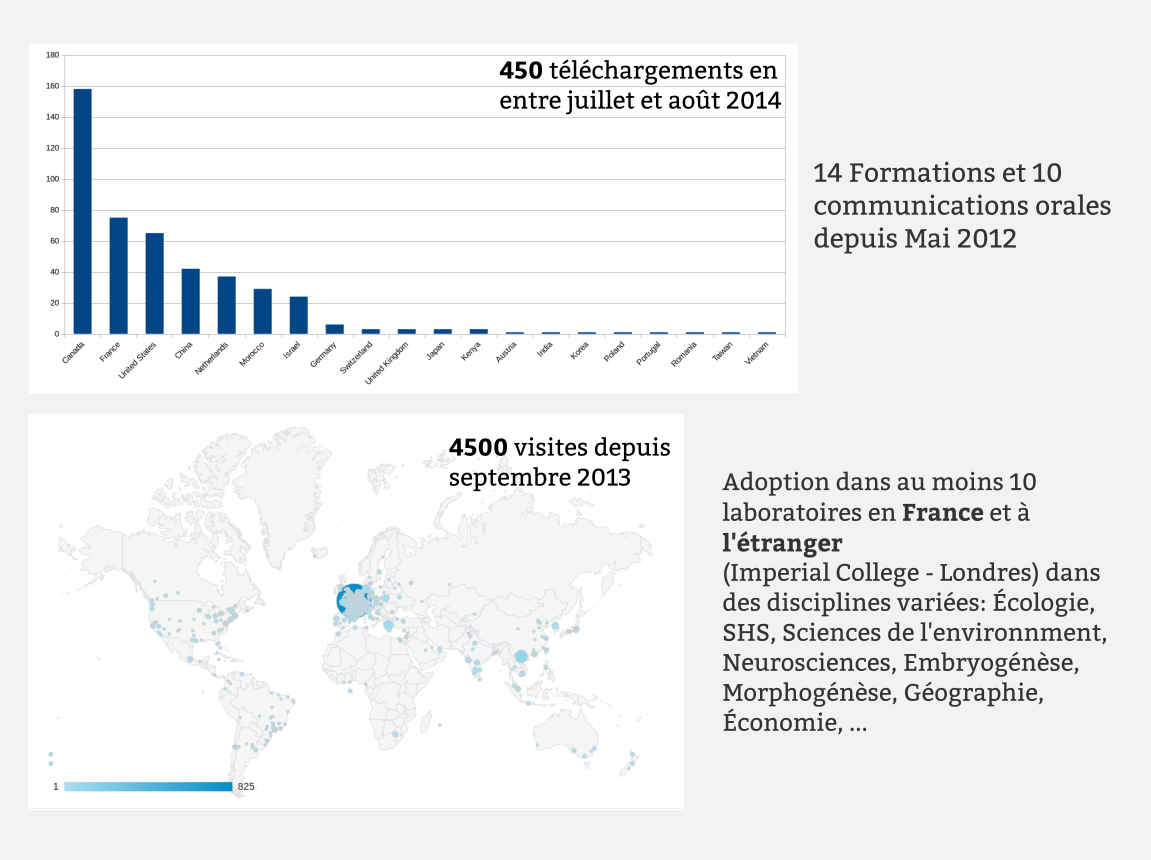 180
160
140
120
100
80
60
40
20
0
450 téléchargements en
entre juillet et août 2014
Canada
France
United States
China
Netherlands
Morocco
Israel
Germany
Switzerland
United Kingdom
Japan
Kenya
Austria
India
Korea
Poland
Portugal
Romania
Taiwan
Vietnam
14 Formations et 10
communications orales
depuis Mai 2012
4500 visites depuis
septembre 2013
1
825
Adoption dans au moins 10
laboratoires en France et à
l'étranger
(Imperial College - Londres) dans
des disciplines variées: Écologie,
SHS, Sciences de l'environnment,
Neurosciences, Embryogénèse,
Morphogénèse, Géographie,
Économie, ...